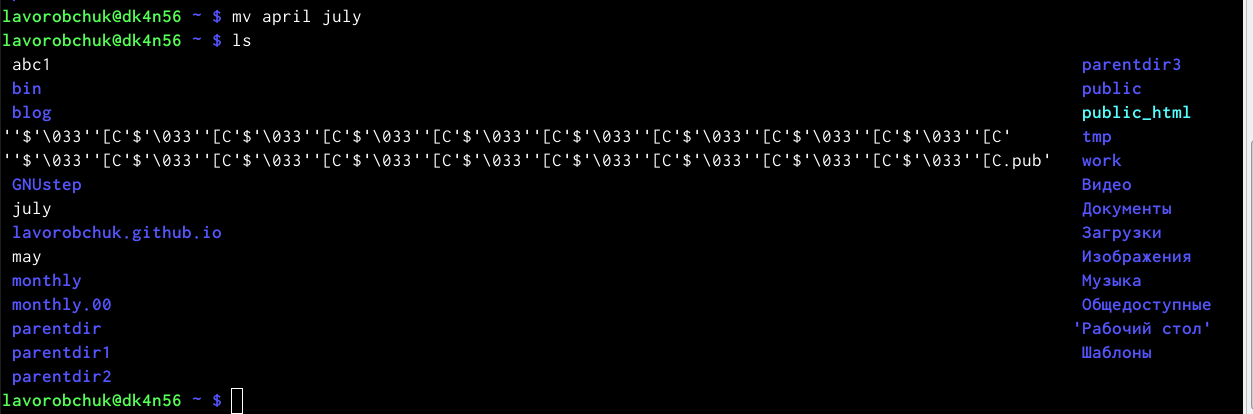 lavorobchuk@dk4n56 ~ $ mv april july
lavorobchuk@dk4n56 ~ $ ls
abc1 parentdir3
bin public
blog public_html
''$'\033''[C'$'\033''[C'$'\033''[C'$'\033''[C'$'\033''[C'$'\033''[C'$'\033''[C'$'\033''[C'$'\033''[C' tmp
''$'\033''[C'$'\033''[C'$'\033''[C'$'\033''[C'$'\033''[C'$'\033''[C'$'\033''[C'$'\033''[C'$'\033''[C.pub' work
GNUstep Видео
july Документы
lavorobchuk.github.io Загрузки
may Изображения
monthly Музыка
monthly.00 Общедоступные
parentdir 'Рабочий стол'
parentdir1 Шаблоны
parentdir2
lavorobchuk@dk4n56 ~ $